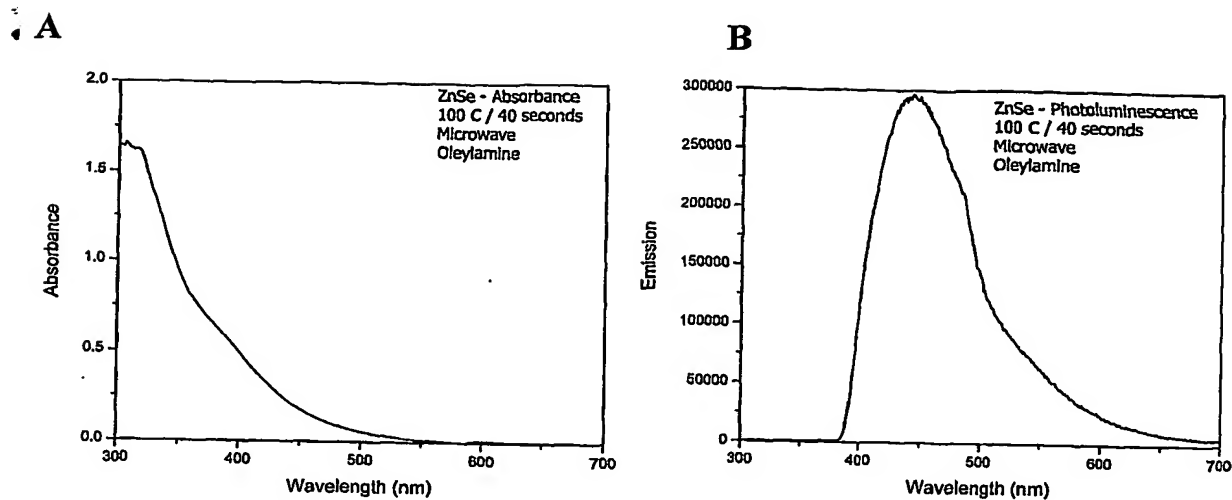 A
2.0
1.5
1.0
0.5
0.0
Absorbance
ZnSe - Absorbance
100 C / 40 seconds
Microwave
Oleylamine
300
400
500
600
700
Wavelength (nm)
B
300000
250000
200000
150000
100000
50000
0
Emission
ZnSe - Photoluminescence
100 C / 40 seconds
Microwave
Oleylamine
300
400
500
600
700
Wavelength (nm)